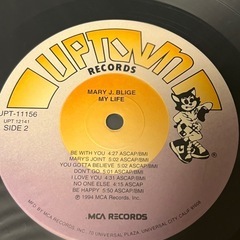 UPTOWN
RECORDS
MARY J. BLIGE
MY LIFE
UPT-11156
UPT 12141
SIDE 2
BE WITH YOU 4:27 ASCAP/BMI
MARY'S JOINT 5:02 ASCAP/BMI
YOU GOTTA BELIEVE 5:02 ASCAP/BMI
DON'T GO 5:01 ASCAP/BMI
I LOVE YOU 4:31 ASCAP/BMI
NO ONE ELSE 4:15 ASCAP
BE HAPPY 6:50 ASCAP/BMI
℗1994 MCA Records, Inc.
MCA RECORDS
MFD BY MCA RECORDS INC. 70 UNIVERSAL PLAZA, UNIVERSAL CITY, CALIF